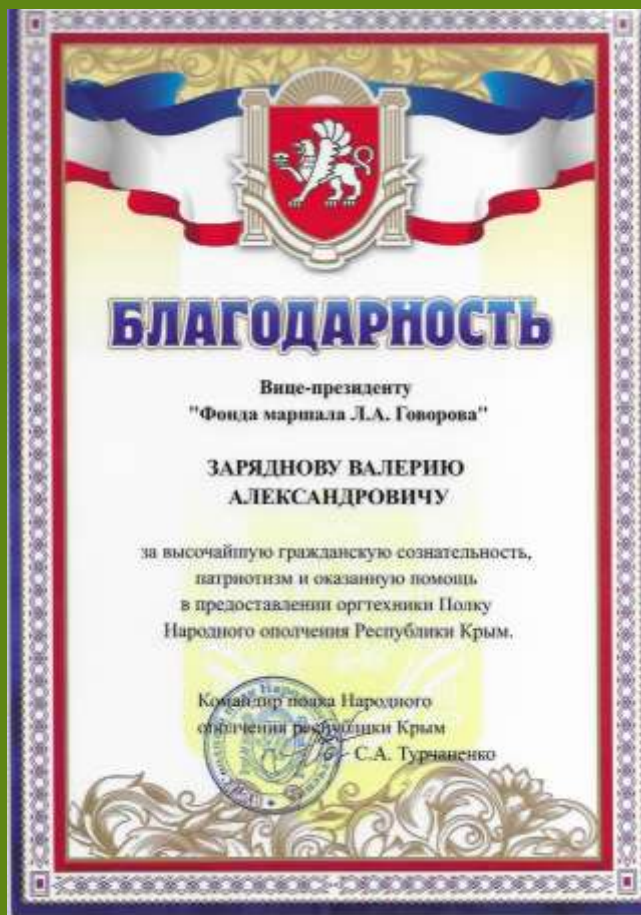 БЛАГОДАРНОСТЬ
Вице-президенту
"Фонда маршала Л.А. Говорова"
ЗАРЯДНОВУ ВАЛЕРИЮ
АЛЕКСАНДРОВИЧУ
за высочайшую гражданскую сознательность,
патриотизм и оказанную помощь
в предоставлении оргтехники Полку
Народного ополчения Республики Крым.
Командир полка Народного
ополчения республики Крым
С.А. Турчаненко